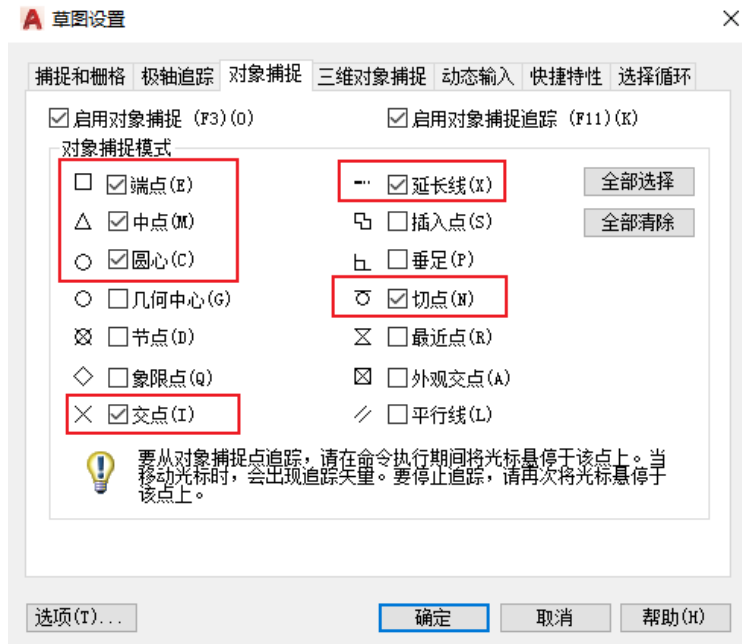 草图设置
捕捉和栅格 极轴追踪 对象捕捉 三维对象捕捉 动态输入 快捷特性 选择循环
启用对象捕捉 (F3)(O) 启用对象捕捉追踪 (F11)(K)
对象捕捉模式
端点(E) 延长线(X) 全部选择
中点(M) 插入点(S) 全部清除
圆心(C) 垂足(P)
几何中心(G) 切点(N)
节点(D) 最近点(R)
象限点(Q) 外观交点(A)
交点(I) 平行线(L)
要从对象捕捉点追踪，请在命令执行期间将光标悬停于该点上。当
移动光标时，会出现追踪矢量。要停止追踪，请再次将光标悬停于
该点上。
选项(T)... 确定 取消 帮助(H)